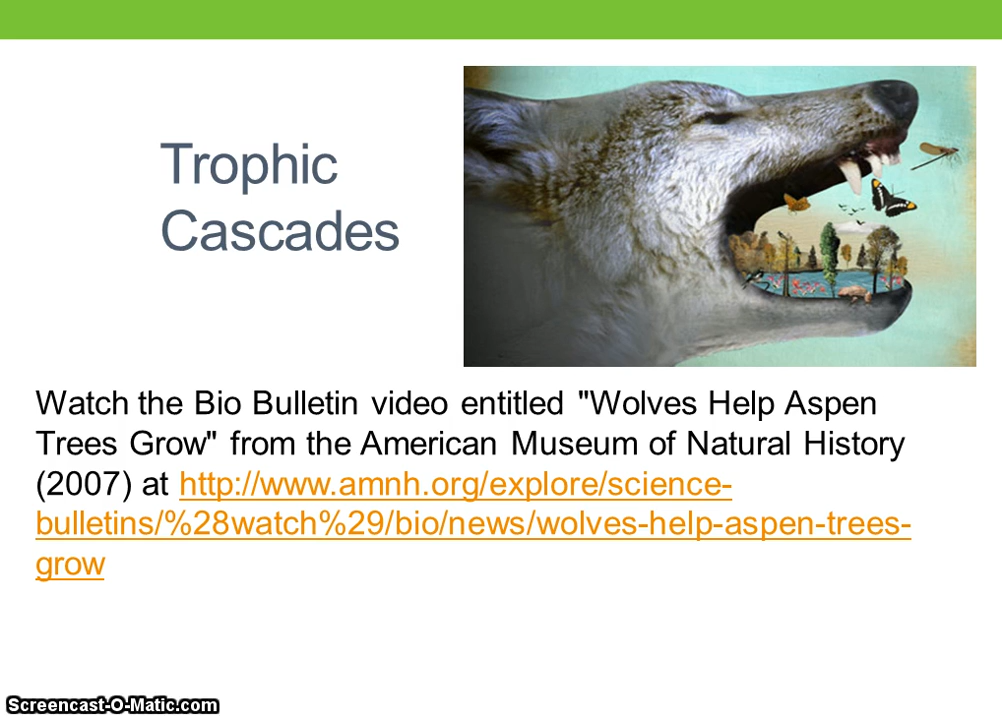 Trophic
Cascades
Watch the Bio Bulletin video entitled "Wolves Help Aspen
Trees Grow" from the American Museum of Natural History
(2007) at http://www.amnh.org/explore/science-
bulletins/%28watch%29/bio/news/wolves-help-aspen-trees-
grow
Screencast-O-Matic.com